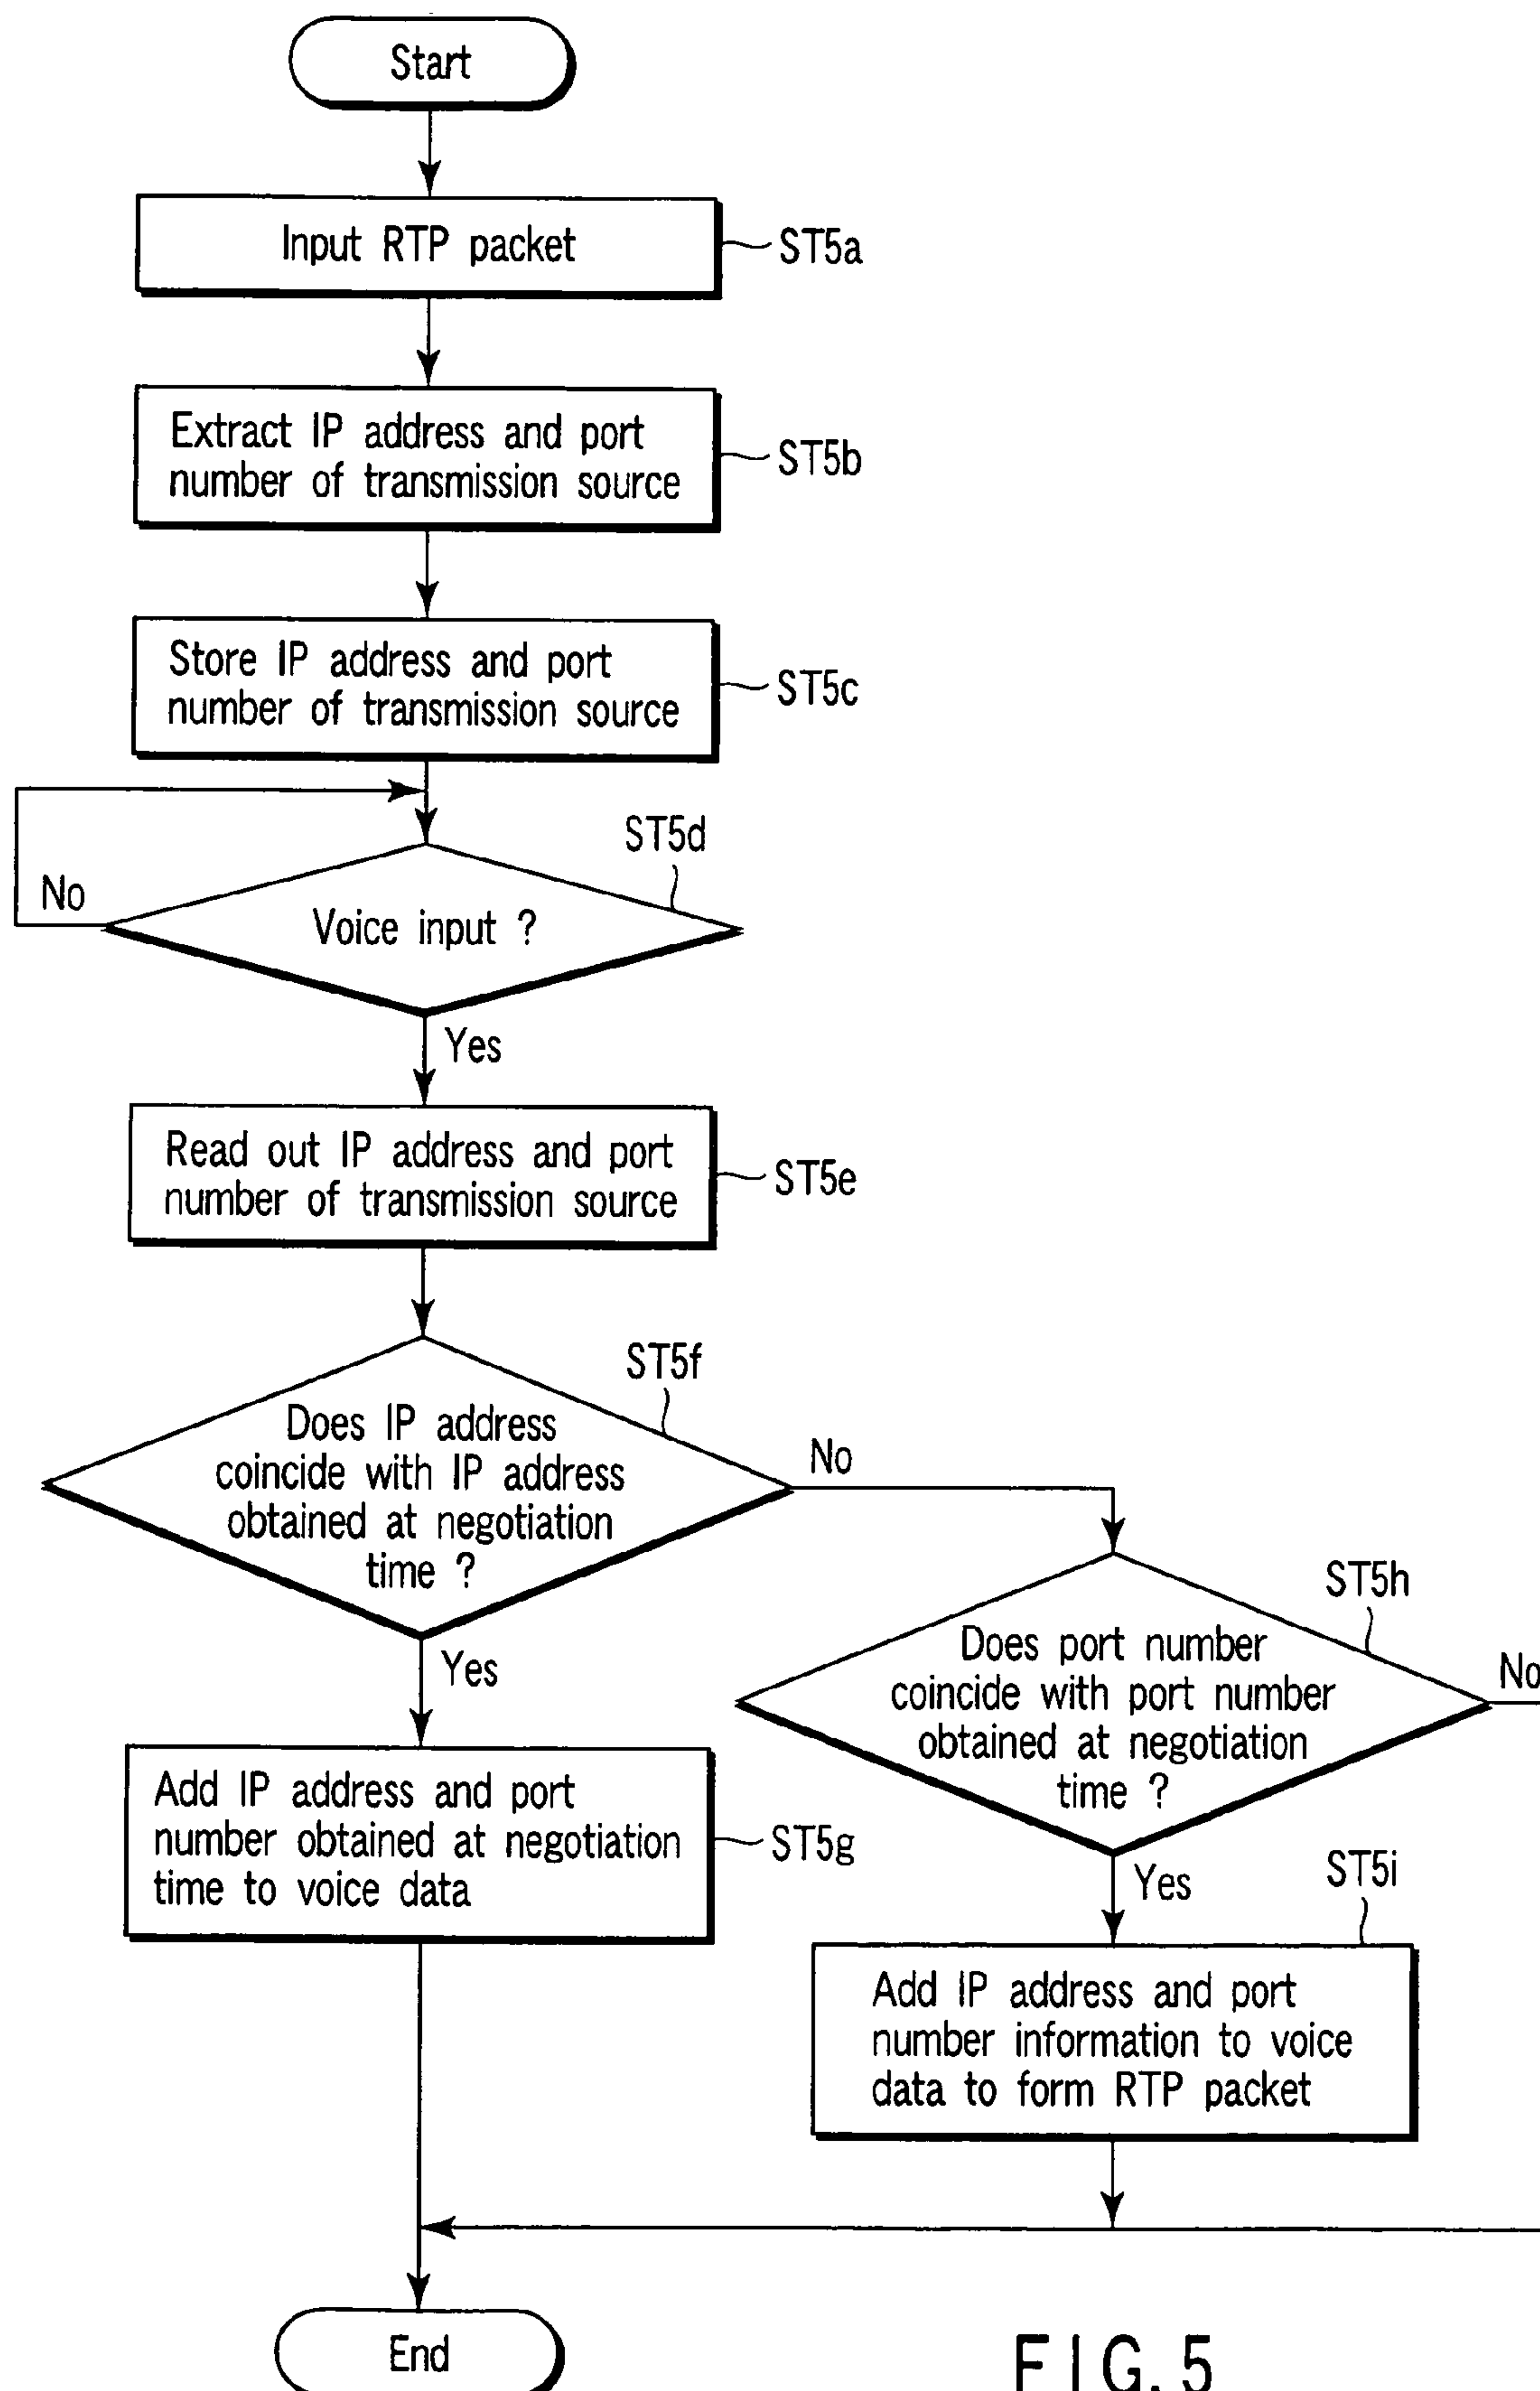 Start
Input RTP packet
ST5a
Extract IP address and port
number of transmission source
ST5b
Store IP address and port
number of transmission source
ST5c
ST5d
No
Voice input ?
Yes
Read out IP address and port
number of transmission source
ST5e
ST5f
Does IP address
coincide with IP address
obtained at negotiation
time ?
No
Yes
ST5h
Does port number
coincide with port number
obtained at negotiation
time ?
No
Add IP address and port
number obtained at negotiation
time to voice data
ST5g
Yes
ST5i
Add IP address and port
number information to voice
data to form RTP packet
End
FIG. 5